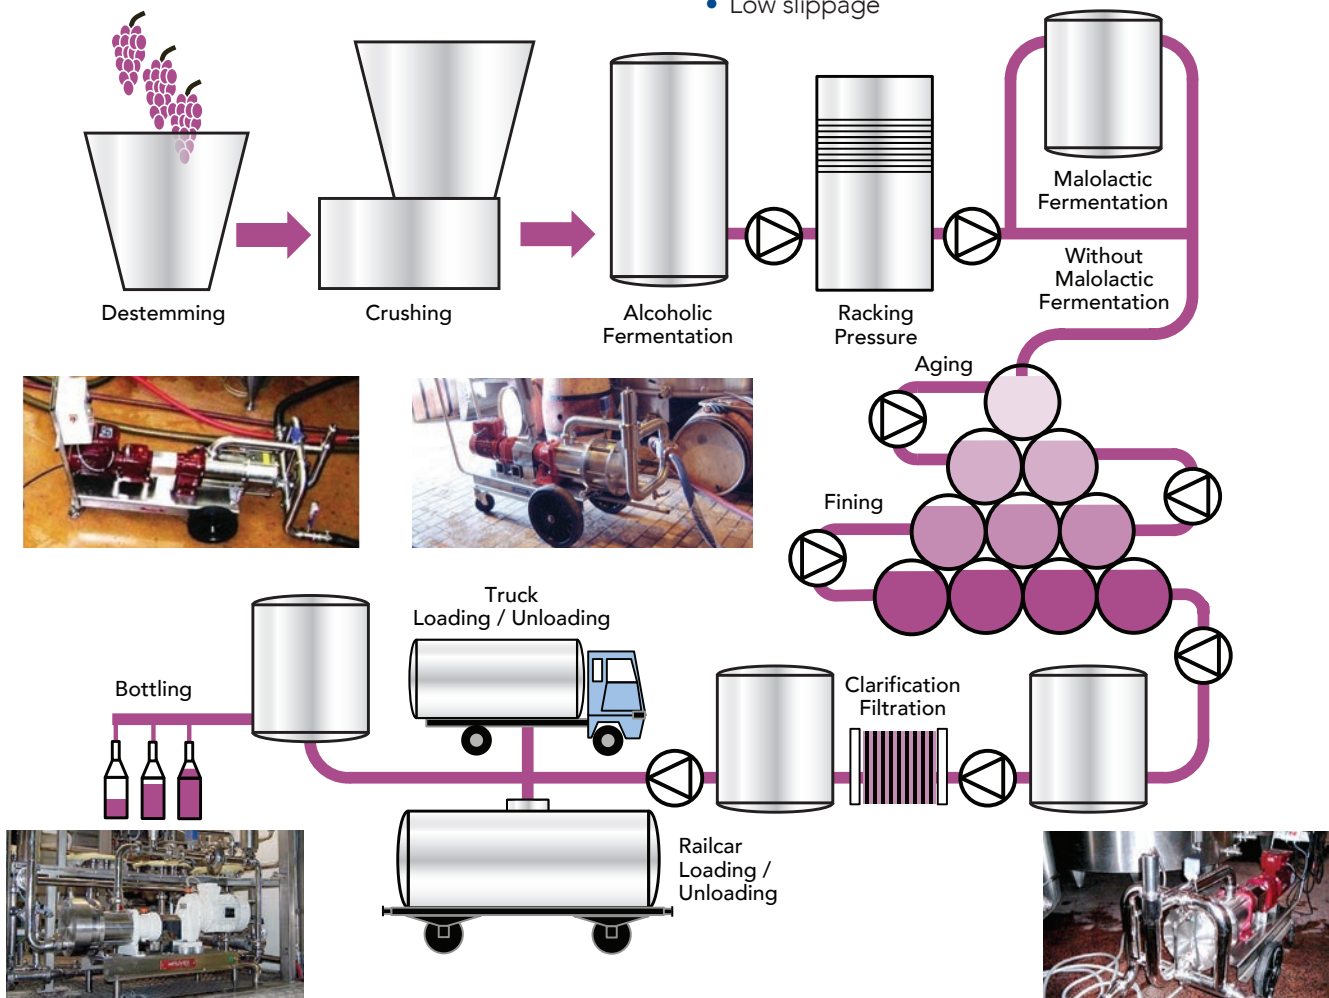 • Low slippage
Malolactic
Fermentation
Without
Malolactic
Fermentation
Destemming
Crushing
Alcoholic
Fermentation
Racking
Pressure
Aging
Fining
Truck
Loading / Unloading
Bottling
Clarification
Filtration
Railcar
Loading /
Unloading